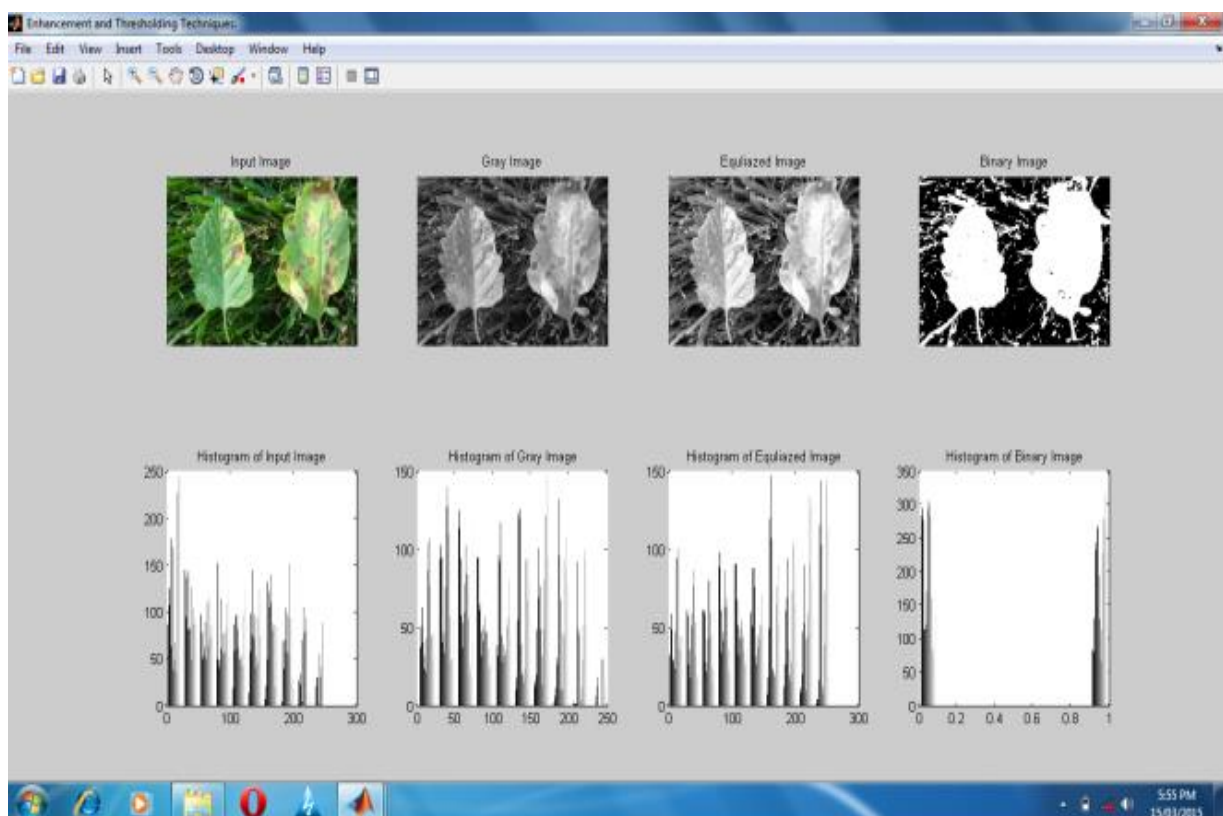 Enhancement and Thresholding Techniques.
File Edit View Insert Tools Desktop Window Help
Input Image
Gray Image
Equliazed Image
Binary Image
Histogram of Input Image
250
200
150
100
50
0
0 100 200 300
Histogram of Gray Image
150
100
50
0
0 50 100 150 200 250
Histogram of Equliazed Image
150
100
50
0
0 100 200 300
Histogram of Binary Image
350
300
250
200
150
100
50
0
0 0.2 0.4 0.6 0.8 1
5:55 PM
15/03/2015